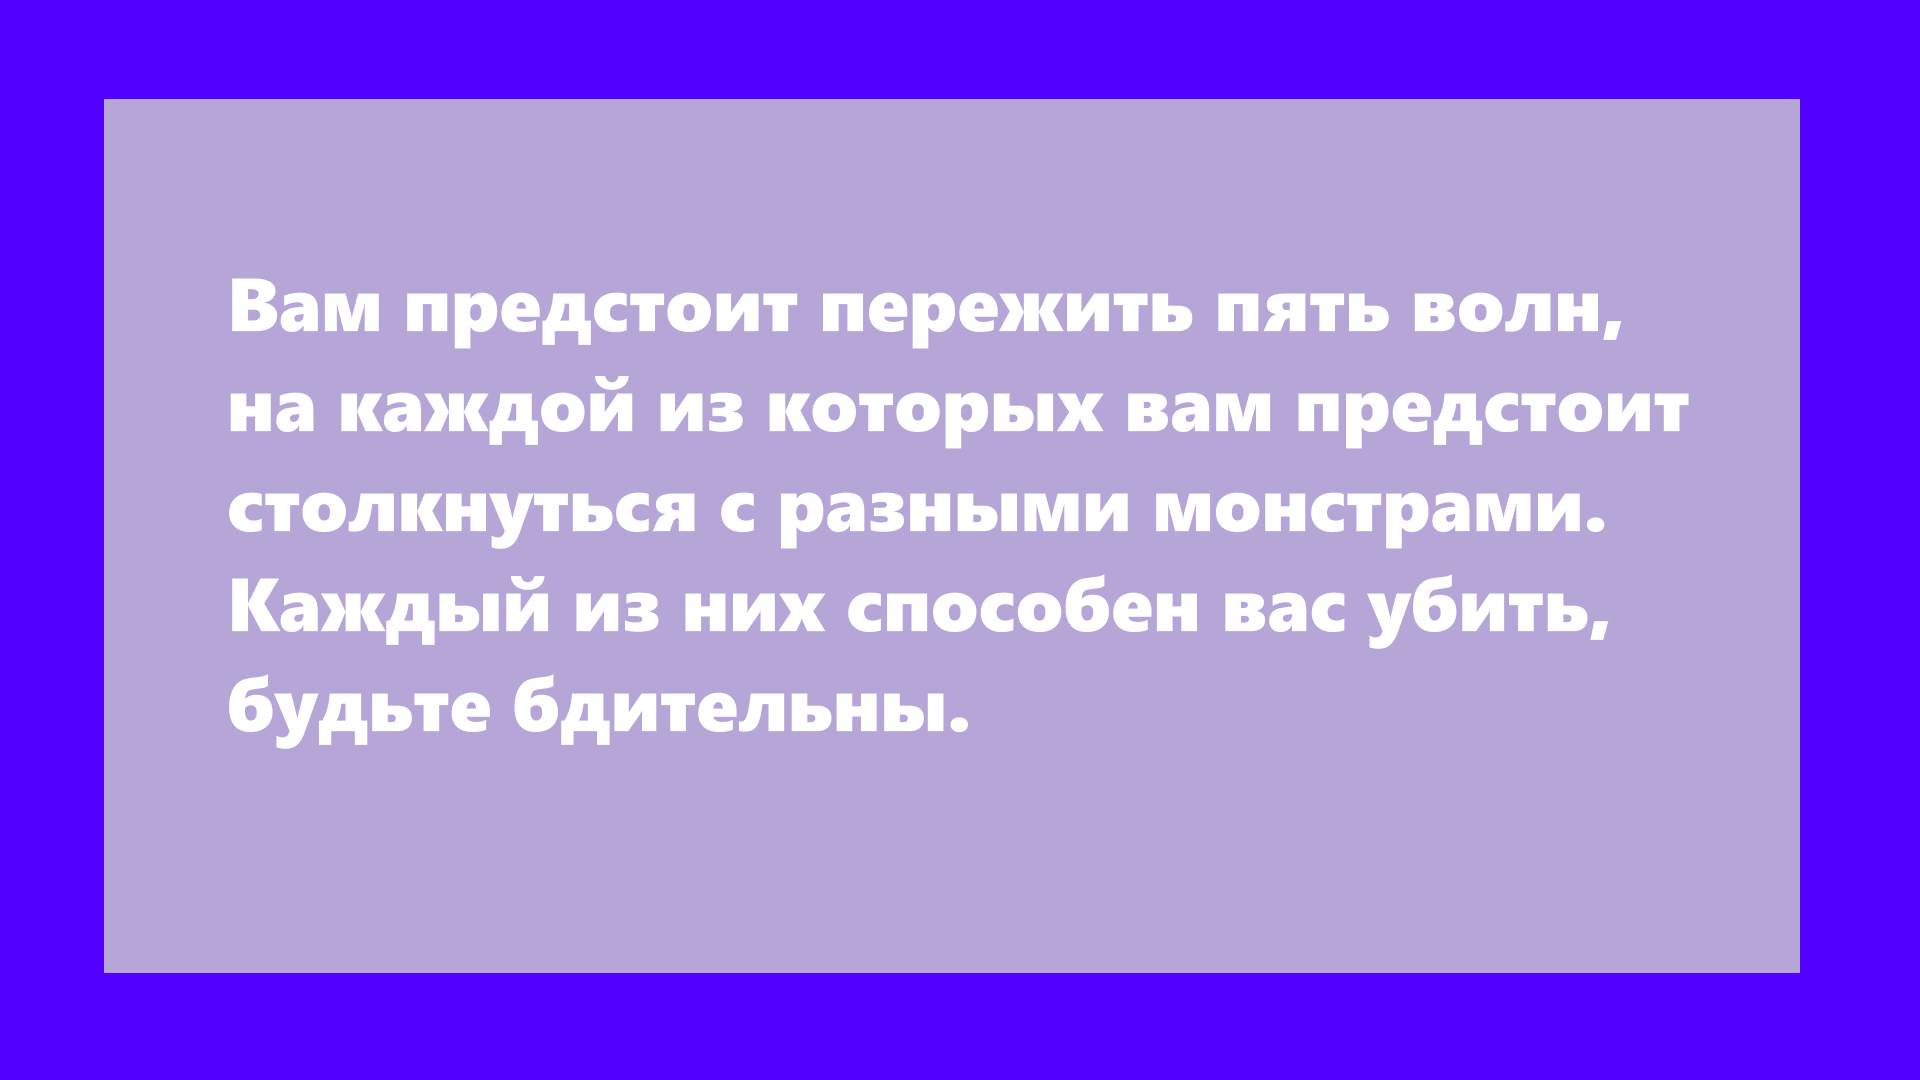 Вам предстоит пережить пять волн,
на каждой из которых вам предстоит
столкнуться с разными монстрами.
Каждый из них способен вас убить,
будьте бдительны.